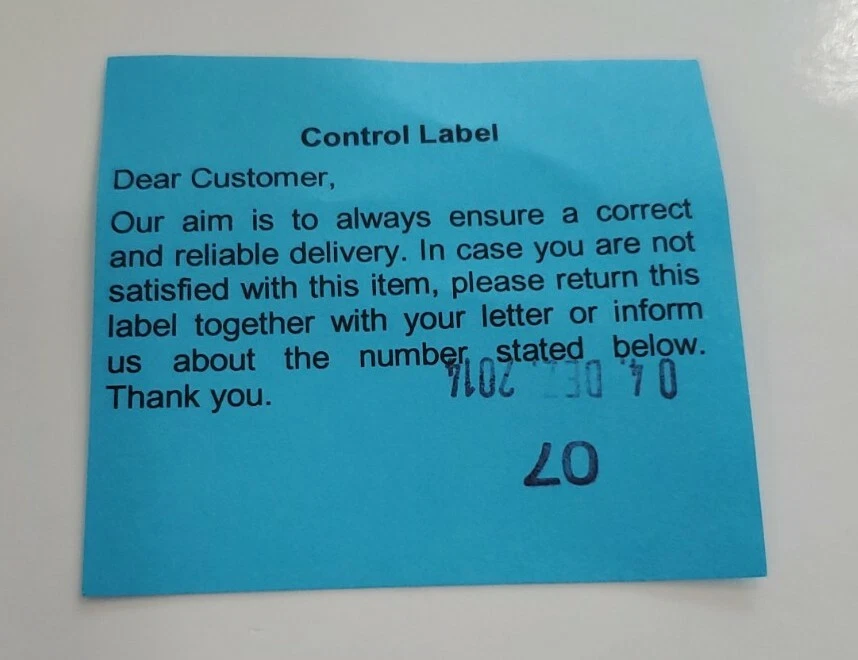 Control Label
Dear Customer,
Our aim is to always ensure a correct
and reliable delivery. In case you are not
satisfied with this item, please return this
label together with your letter or inform
us about the number stated below.
Thank you.
04. 2014
07